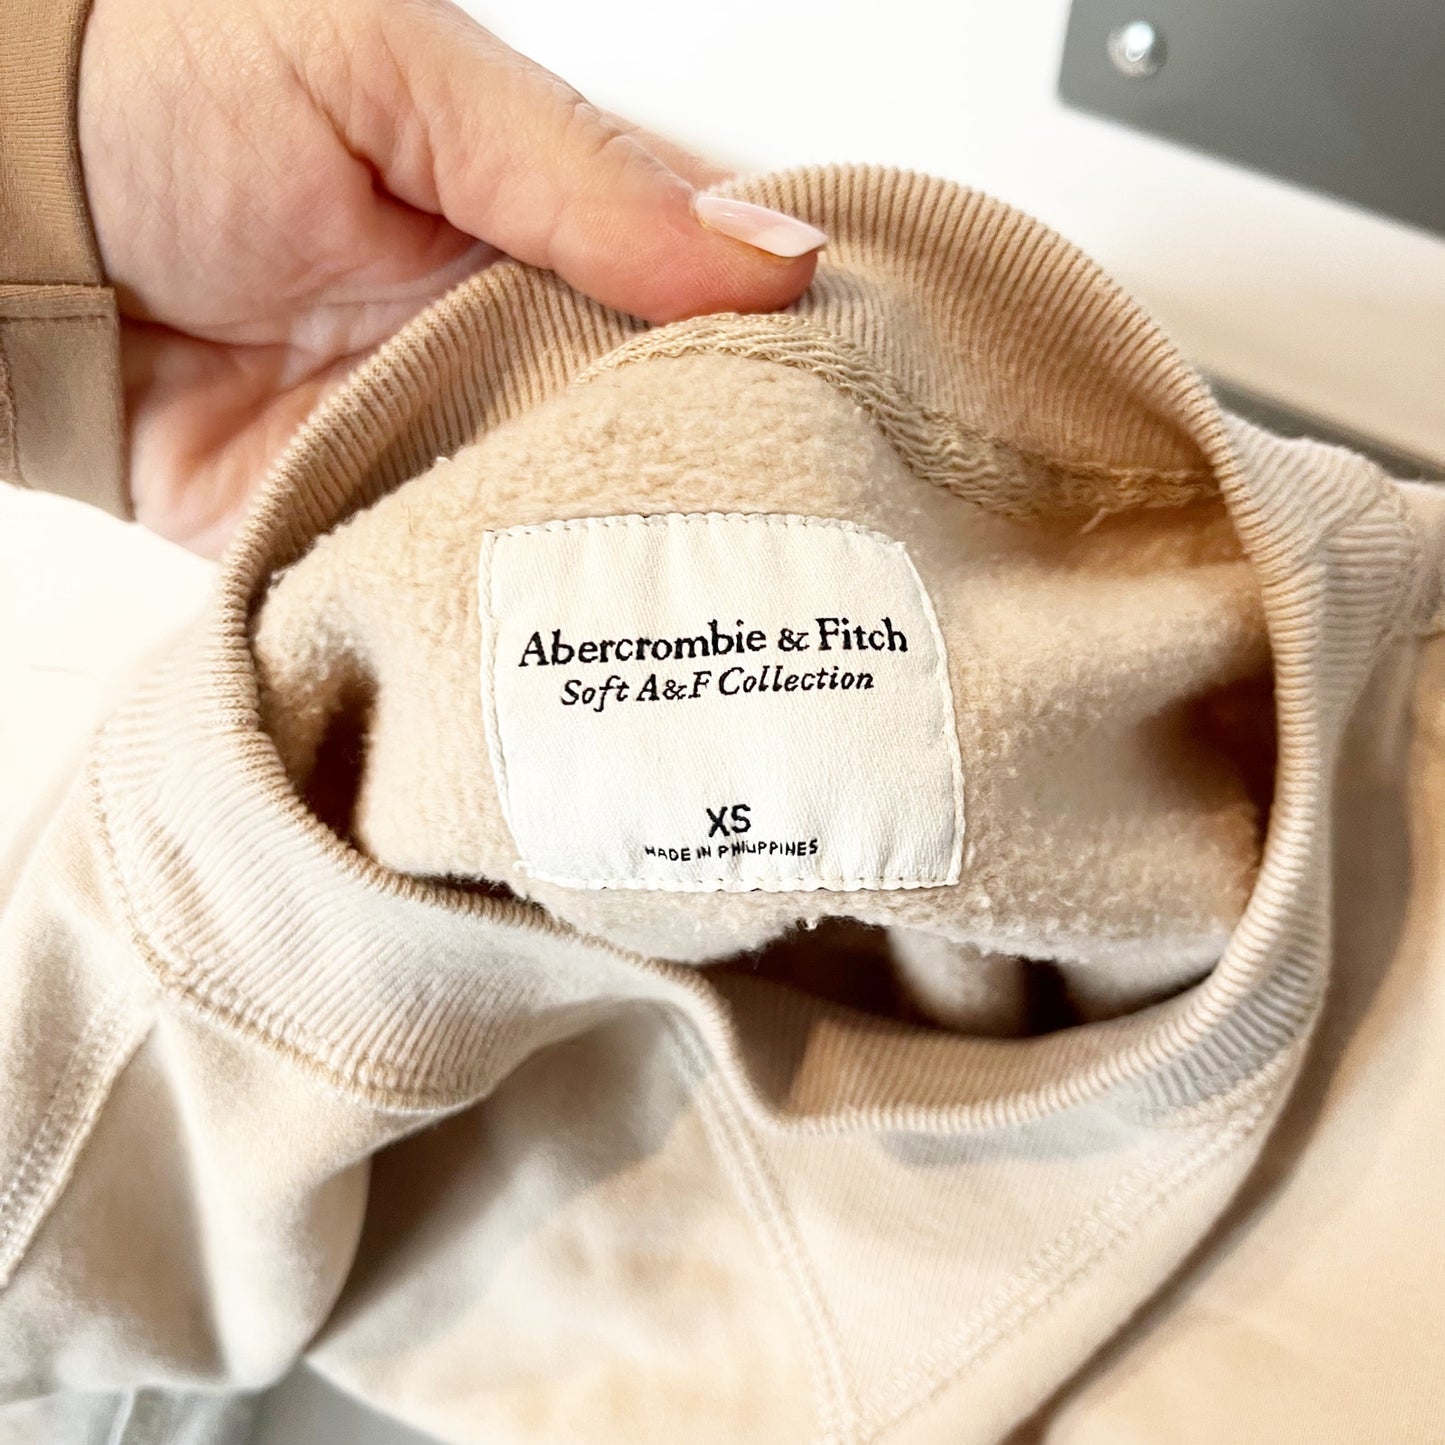 Abercrombie & Fitch
Soft A&F Collection
XS
MADE IN PHILIPPINES